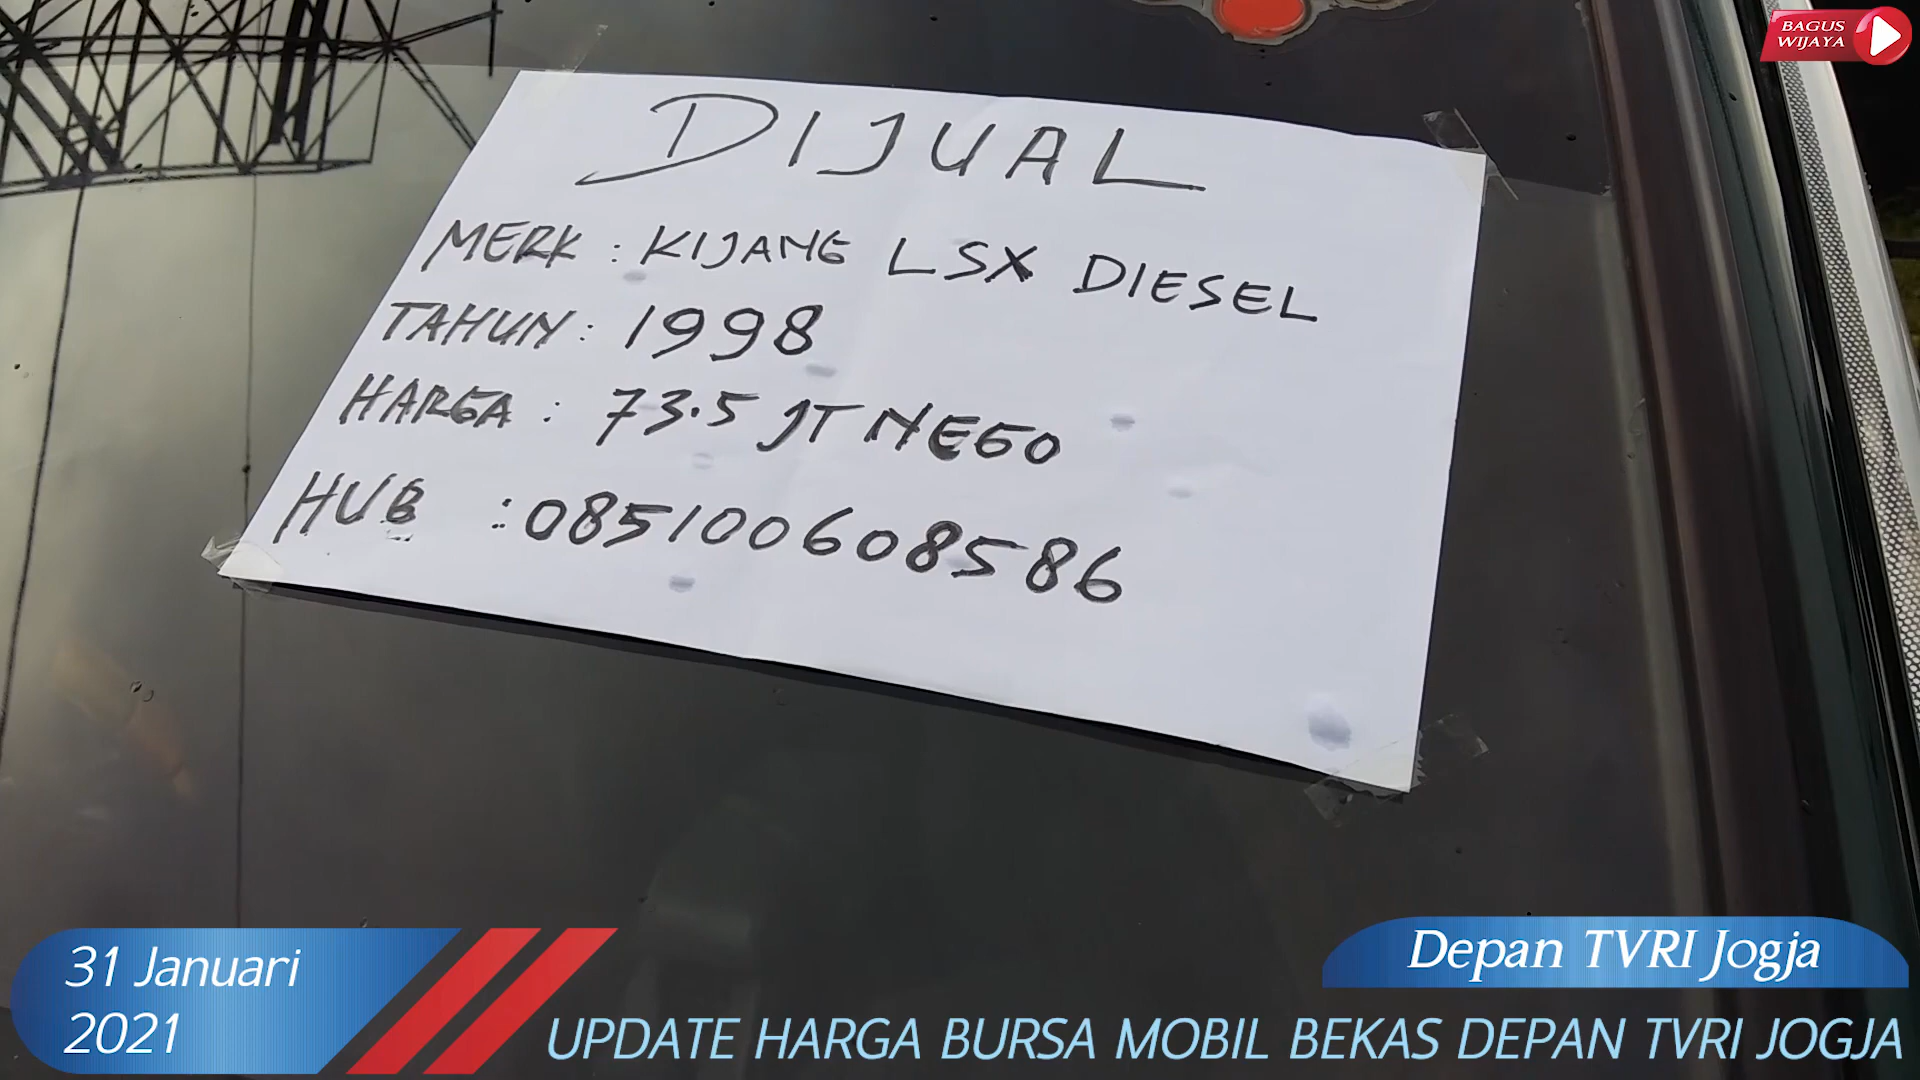 BAGUS
WIJAYA
DIJUAL
MERK : KIJANG LSX DIESEL
TAHUN : 1998
HARGA : 73.5 JT NEGO
HUB : 085100608586
31 Januari
2021
Depan TVRI Jogja
UPDATE HARGA BURSA MOBIL BEKAS DEPAN TVRI JOGJA